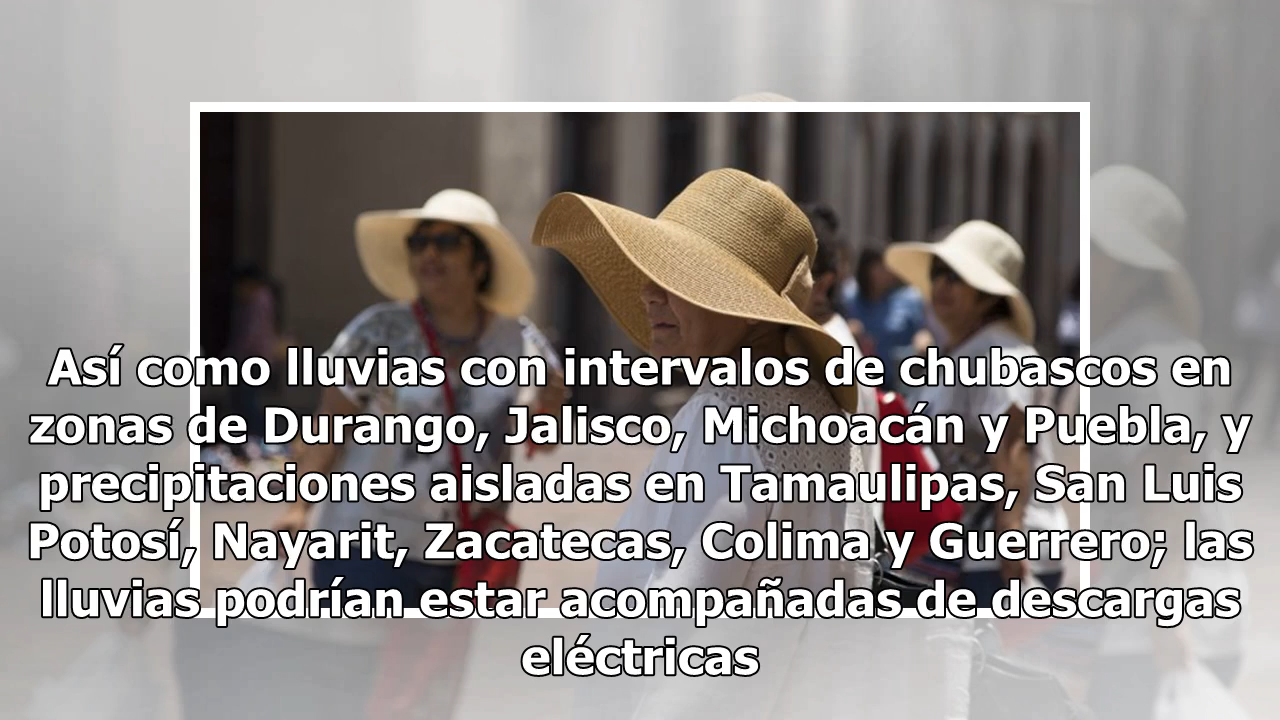 Así como lluvias con intervalos de chubascos en
zonas de Durango, Jalisco, Michoacán y Puebla, y
precipitaciones aisladas en Tamaulipas, San Luis
Potosí, Nayarit, Zacatecas, Colima y Guerrero; las
lluvias podrían estar acompañadas de descargas
eléctricas